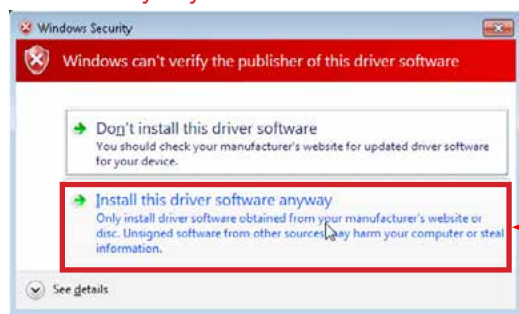 Windows Security
Windows can't verify the publisher of this driver software
Don't install this driver software
You should check your manufacturer's website for updated driver software
for your device.
Install this driver software anyway
Only install driver software obtained from your manufacturer's website or
disc. Unsigned software from other sources may harm your computer or steal
information.
See details